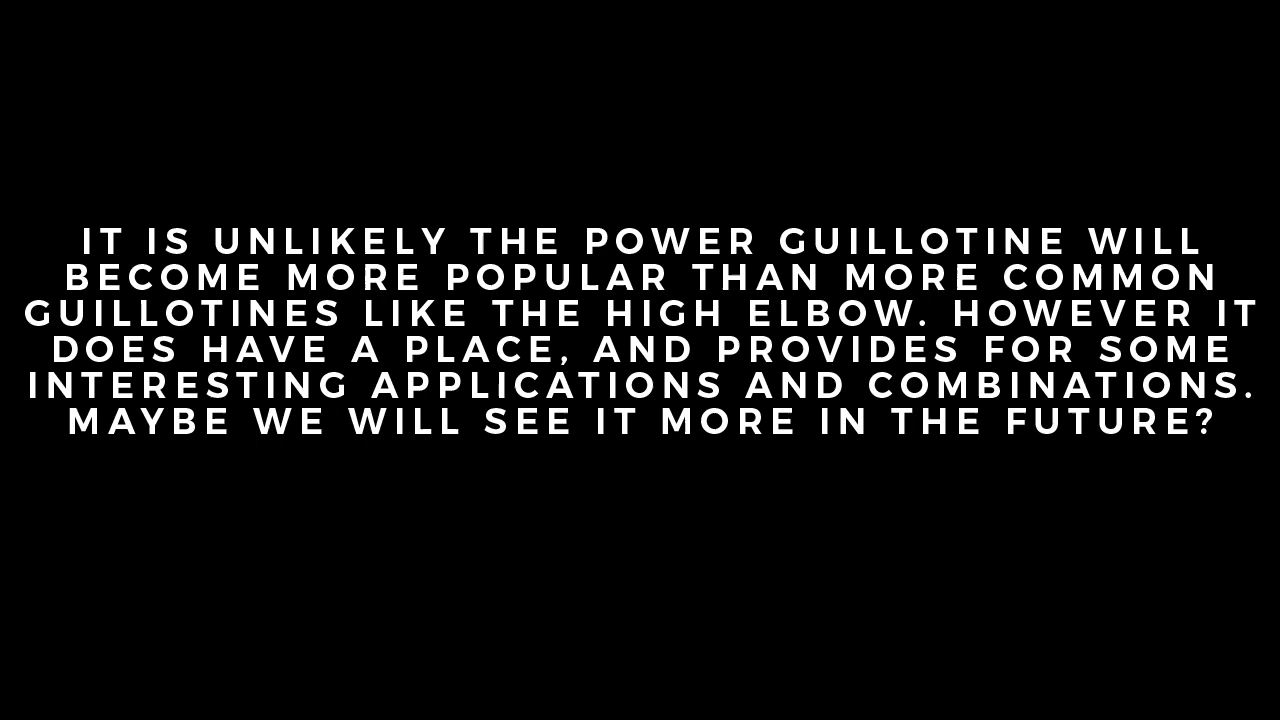 IT IS UNLIKELY THE POWER GUILLOTINE WILL
BECOME MORE POPULAR THAN MORE COMMON
GUILLOTINES LIKE THE HIGH ELBOW. HOWEVER IT
DOES HAVE A PLACE, AND PROVIDES FOR SOME
INTERESTING APPLICATIONS AND COMBINATIONS.
MAYBE WE WILL SEE IT MORE IN THE FUTURE?